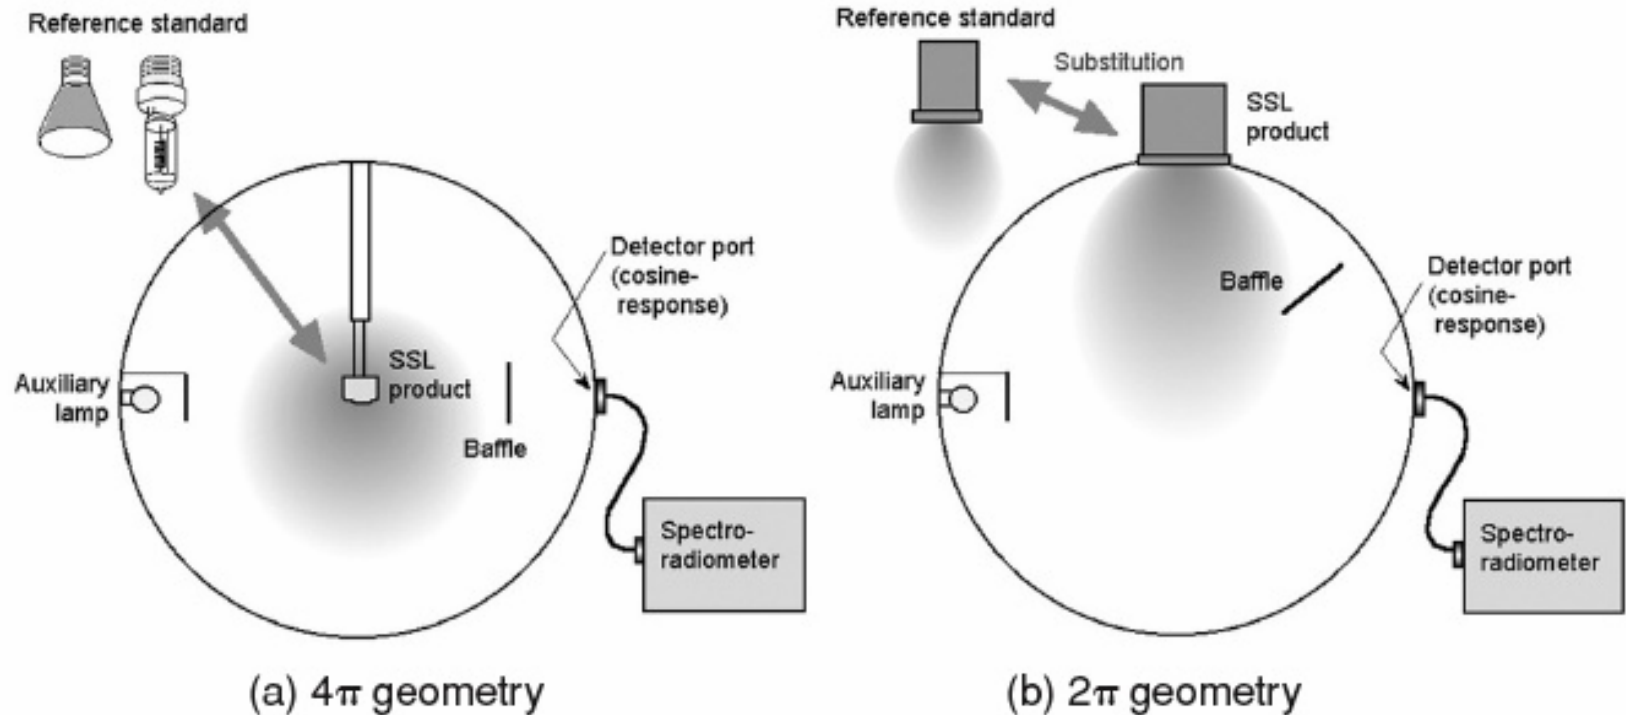 Reference standard
Auxiliary
lamp
SSL
product
Baffle
Detector port
(cosine-
response)
Spectro-
radiometer
(a) 4π geometry
Reference standard
Substitution
SSL
product
Baffle
Detector port
(cosine-
response)
Auxiliary
lamp
Spectro-
radiometer
(b) 2π geometry